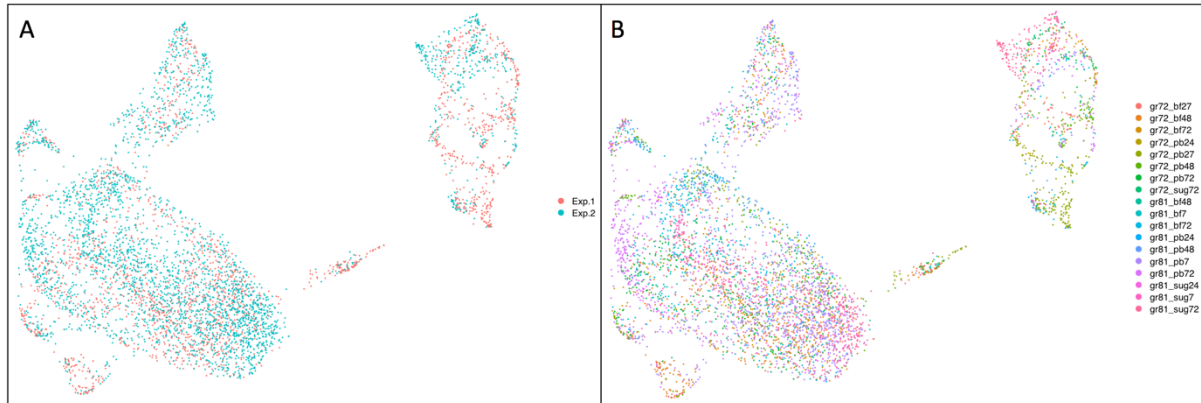 A
Exp.1
Exp.2
B
gr72_bf27
gr72_bf48
gr72_bf72
gr72_pb24
gr72_pb27
gr72_pb48
gr72_pb72
gr72_sug72
gr81_bf48
gr81_bf7
gr81_bf72
gr81_pb24
gr81_pb48
gr81_pb7
gr81_pb72
gr81_sug24
gr81_sug7
gr81_sug72